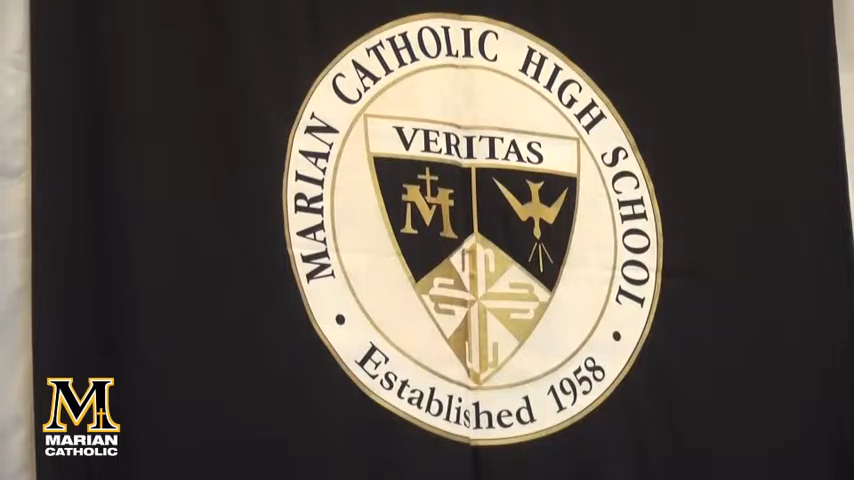 MARIAN CATHOLIC HIGH SCHOOL
VERITAS
M
• Established 1958 •
M
MARIAN
CATHOLIC